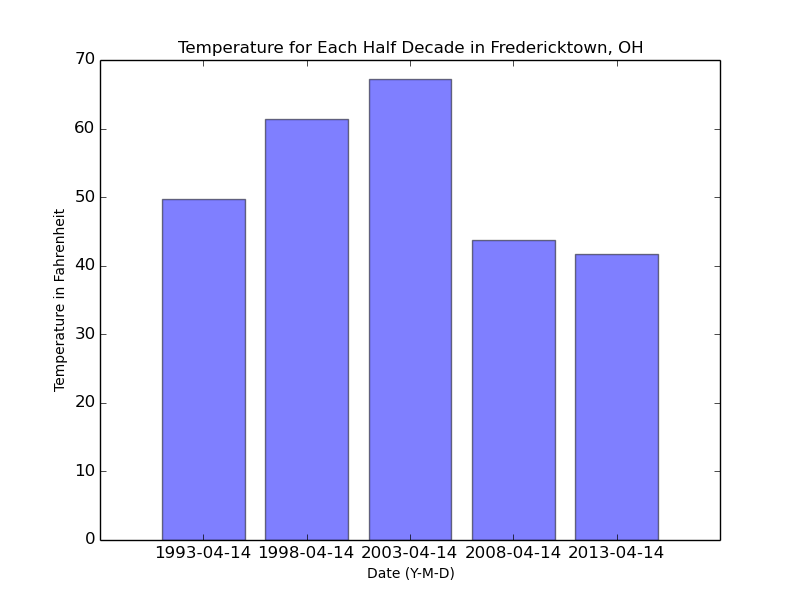 Temperature for Each Half Decade in Fredericktown, OH
70
60
50
40
30
20
10
0
Temperature in Fahrenheit
1993-04-14 1998-04-14 2003-04-14 2008-04-14 2013-04-14
Date (Y-M-D)